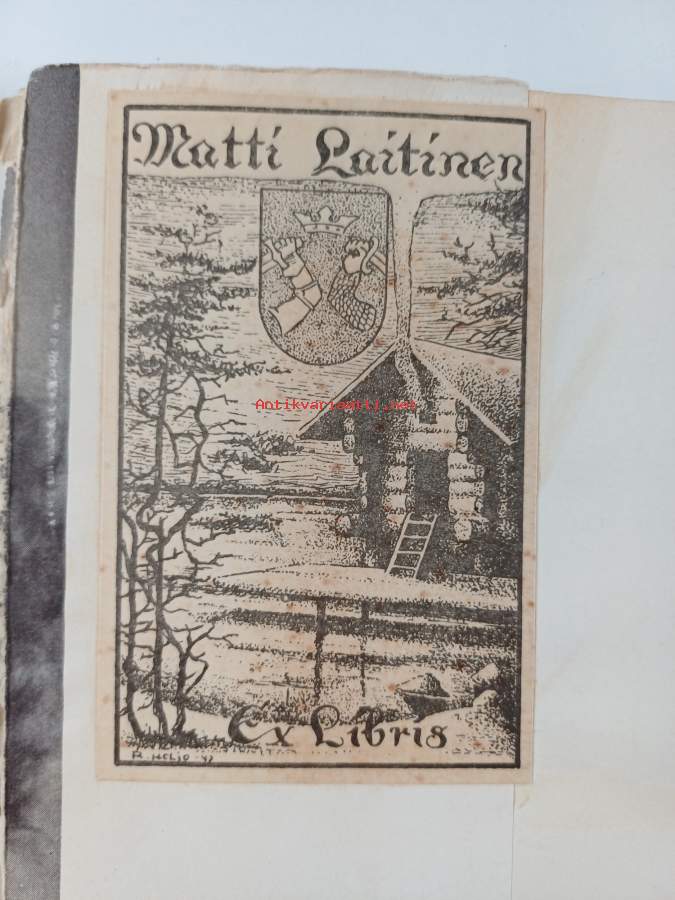 Matti Laitinen
Antikvariaatti.net
Ex Libris